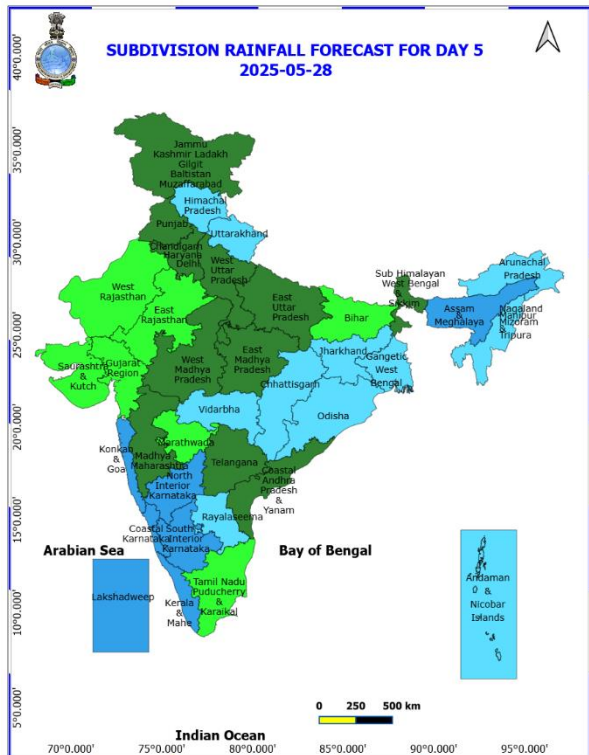 SUBDIVISION RAINFALL FORECAST FOR DAY 5
2025-05-28
40°0.000'
35°0.000'
30°0.000'
25°0.000'
20°0.000'
15°0.000'
10°0.000'
5°0.000'
Jammu
Kashmir Ladakh
Gilgit
Baltistan
Muzaffarabad
Himachal
Pradesh
Punjab
Uttarakhand
Chandigarh
Haryana
Delhi
West
Uttar
Pradesh
West
Rajasthan
East
Rajasthan
East
Uttar Pradesh
Bihar
Sub Himalayan
West Bengal
&
Sikkim
Arunachal
Pradesh
Assam
&
Meghalaya
Nagaland
Manipur
Mizoram
&
Tripura
Saurashtra
&
Kutch
Gujarat
Region
West
Madhya
Pradesh
East
Madhya
Pradesh
Jharkhand
Gangetic
West
Bengal
Chhattisgarh
Vidarbha
Odisha
Konkan
&
Goa
Madhya
Maharashtra
Marathwada
Telangana
Coastal
Andhra
Pradesh
&
Yanam
North
Interior
Karnataka
Rayalaseema
Coastal
Karnataka
South
Interior
Karnataka
Arabian Sea
Bay of Bengal
Lakshadweep
Kerala
&
Mahe
Tamil Nadu
Puducherry
&
Karaikal
Andaman
&
Nicobar
Islands
0 250 500 km
Indian Ocean
70°0.000' 75°0.000' 80°0.000' 85°0.000' 90°0.000' 95°0.000'